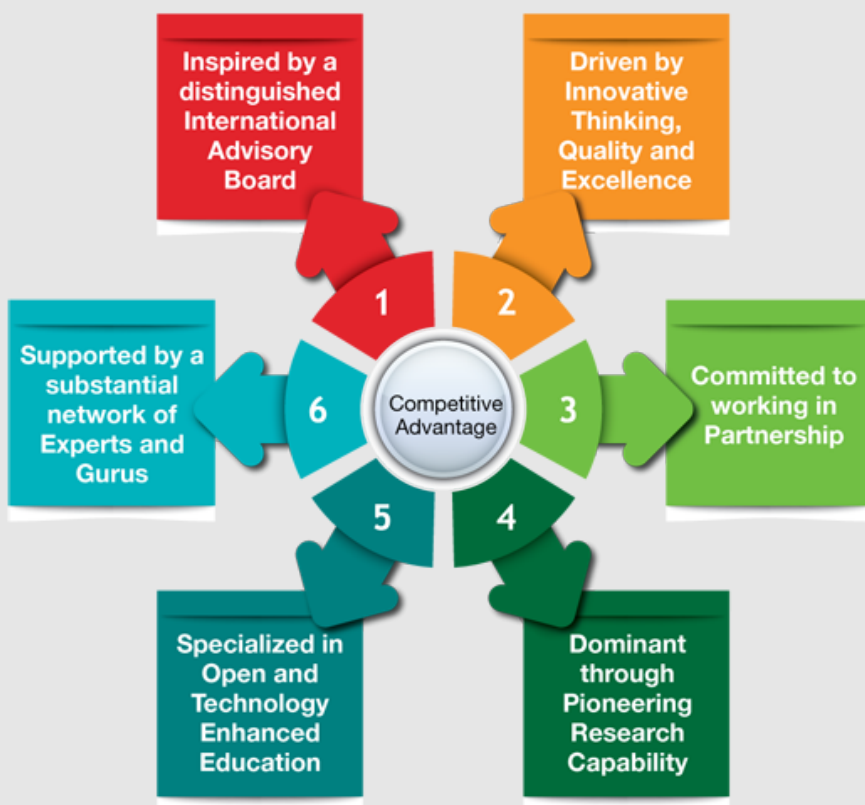 Inspired by a
distinguished
International
Advisory
Board
1
Driven by
Innovative
Thinking,
Quality and
Excellence
2
Committed to
working in
Partnership
3
Dominant
through
Pioneering
Research
Capability
4
Specialized in
Open and
Technology
Enhanced
Education
5
Supported by a
substantial
network of
Experts and
Gurus
6
Competitive
Advantage